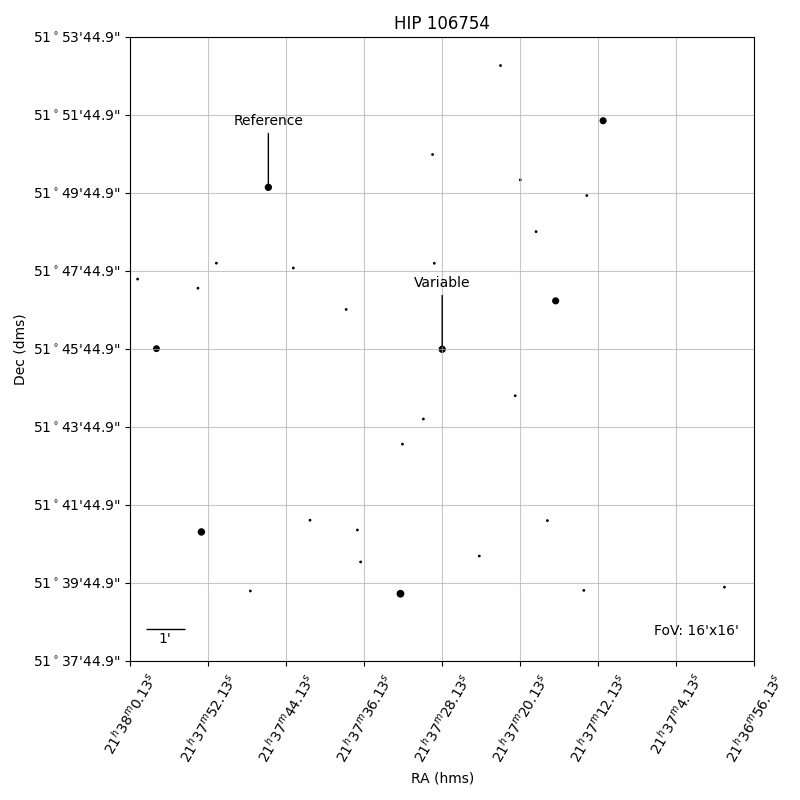 HIP 106754
51°53'44.9"
51°51'44.9"
51°49'44.9"
51°47'44.9"
51°45'44.9"
51°43'44.9"
51°41'44.9"
51°39'44.9"
51°37'44.9"
Dec (dms)
Reference
Variable
1'
FoV: 16'x16'
21ʰ38ᵐ0.13ˢ
21ʰ37ᵐ52.13ˢ
21ʰ37ᵐ44.13ˢ
21ʰ37ᵐ36.13ˢ
21ʰ37ᵐ28.13ˢ
21ʰ37ᵐ20.13ˢ
21ʰ37ᵐ12.13ˢ
21ʰ37ᵐ4.13ˢ
21ʰ36ᵐ56.13ˢ
RA (hms)